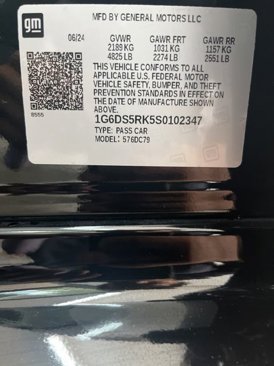 gm
MFD BY GENERAL MOTORS LLC
06/24 GVWR GAWR FRT GAWR RR
2189 KG 1031 KG 1157 KG
4825 LB 2274 LB 2551 LB
THIS VEHICLE CONFORMS TO ALL
APPLICABLE U.S. FEDERAL MOTOR
VEHICLE SAFETY, BUMPER, AND THEFT
PREVENTION STANDARDS IN EFFECT ON
THE DATE OF MANUFACTURE SHOWN
ABOVE.
8555
1G6DS5RK5S0102347
TYPE: PASS CAR
MODEL: 576DC79